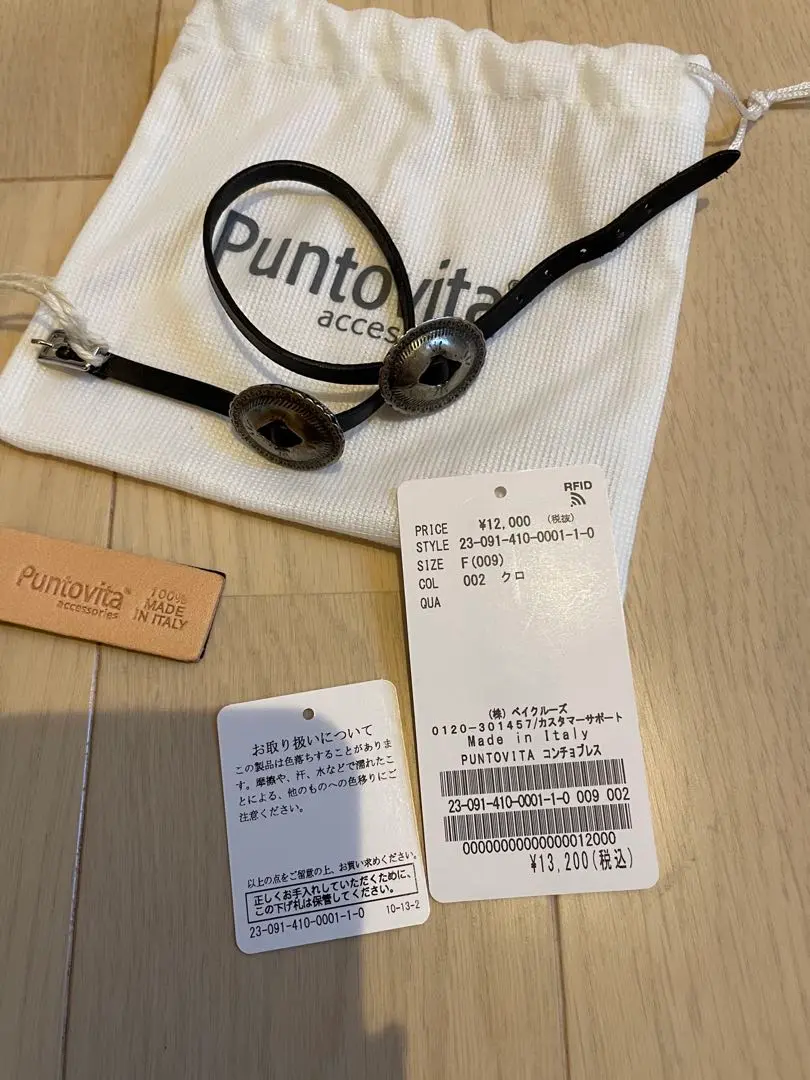 Puntovita®
acces
Puntovita®
accessories
100%
MADE
IN ITALY
RFID
PRICE ¥12,000 (税抜)
STYLE 23-091-410-0001-1-0
SIZE F(009)
COL 002 クロ
QUA
(株) ベイクルーズ
0120-301457/カスタマーサポート
Made in Italy
PUNTOVITA コンチョブレス
23-091-410-0001-1-0 009 002
000000000000000012000
¥13,200(税込)
お取り扱いについて
この製品は色落ちすることがありま
す。摩擦や、汗、水などで濡れたこ
とによる、他のものへの色移りにご
注意ください。
以上の点をご留意の上、お買い求めください。
正しくお手入れしていただくために、
この下げ札は保管してください。
23-091-410-0001-1-0 10-13-2